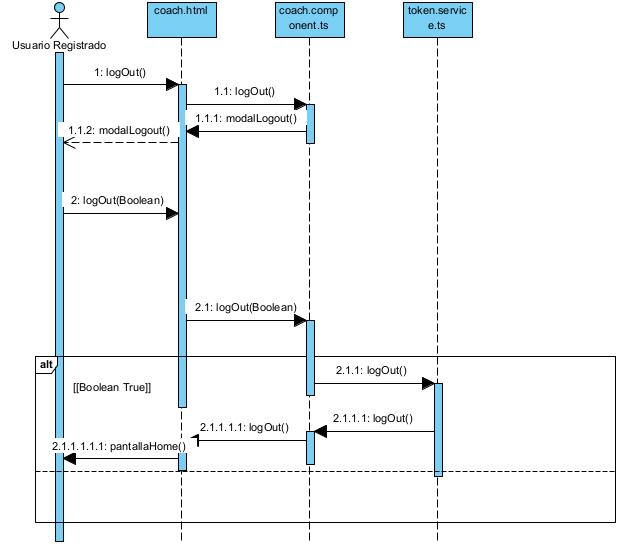 coach.html
coach.comp
onent.ts
token.servic
e.ts
Usuario Registrado
1: logOut()
1.1: logOut()
1.1.1: modalLogout()
1.1.2: modalLogout()
2: logOut(Boolean)
2.1: logOut(Boolean)
alt
[[Boolean True]]
2.1.1: logOut()
2.1.1.1: logOut()
2.1.1.1.1: logOut()
2.1.1.1.1.1: pantallaHome()